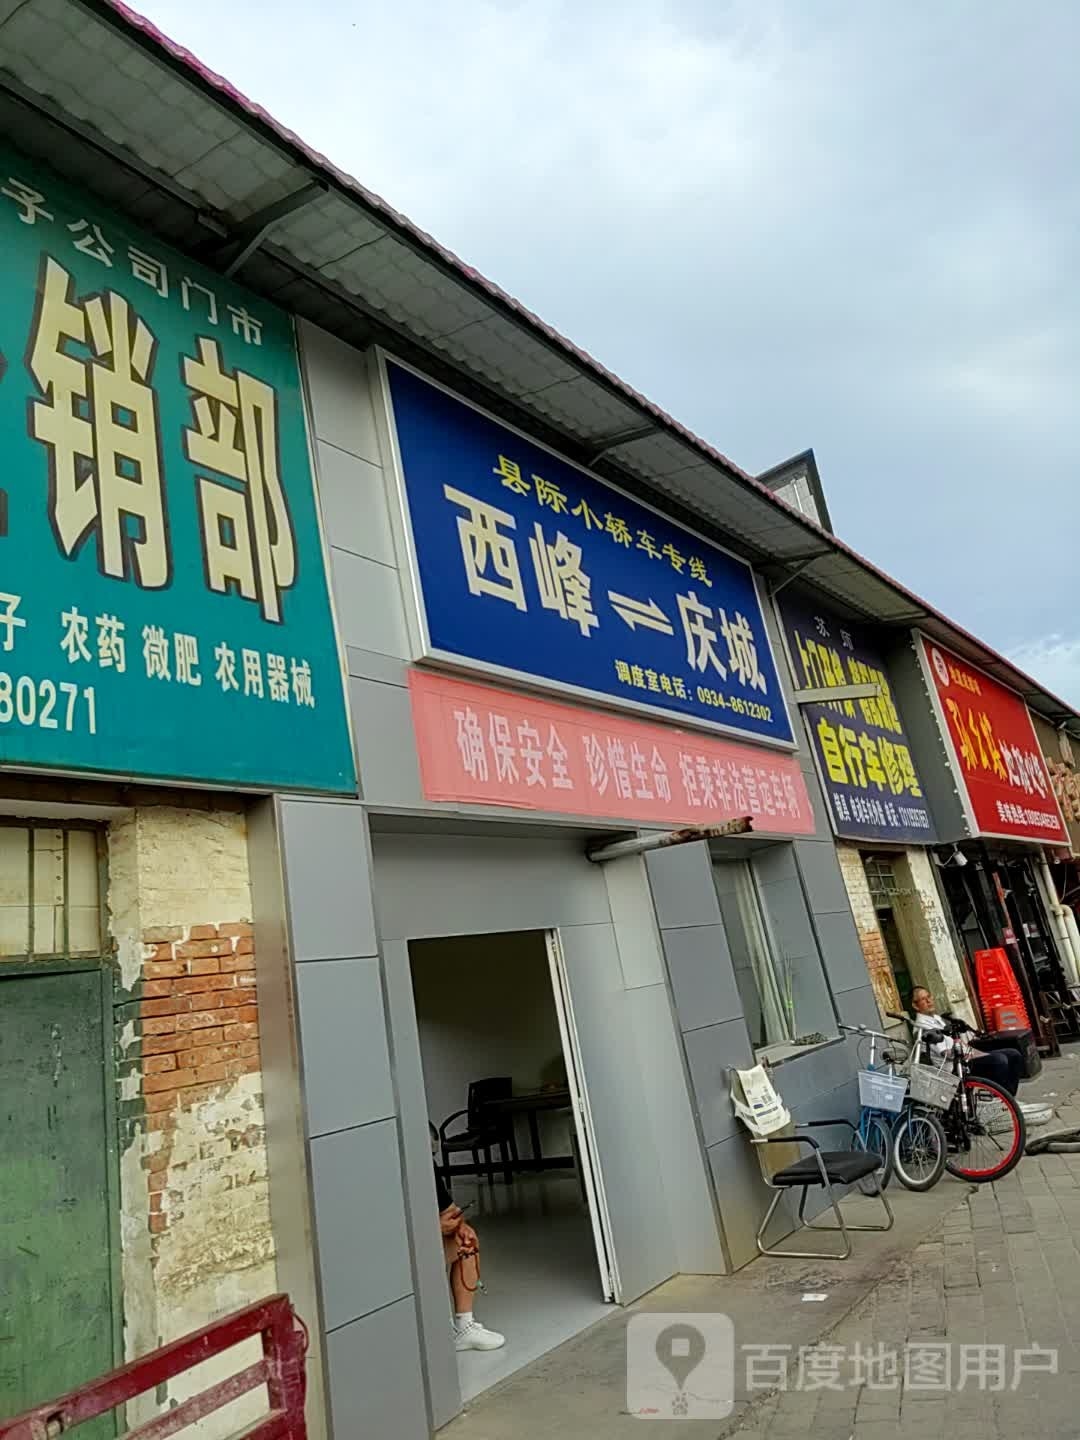 子公司门市
销部
子 农药 微肥 农用器械
80271
县际小轿车专线
西峰⇌庆城
调度室电话：0934-8612302
确保安全 珍惜生命 拒乘非法营运车辆
苏师
自行车修理
百度地图用户